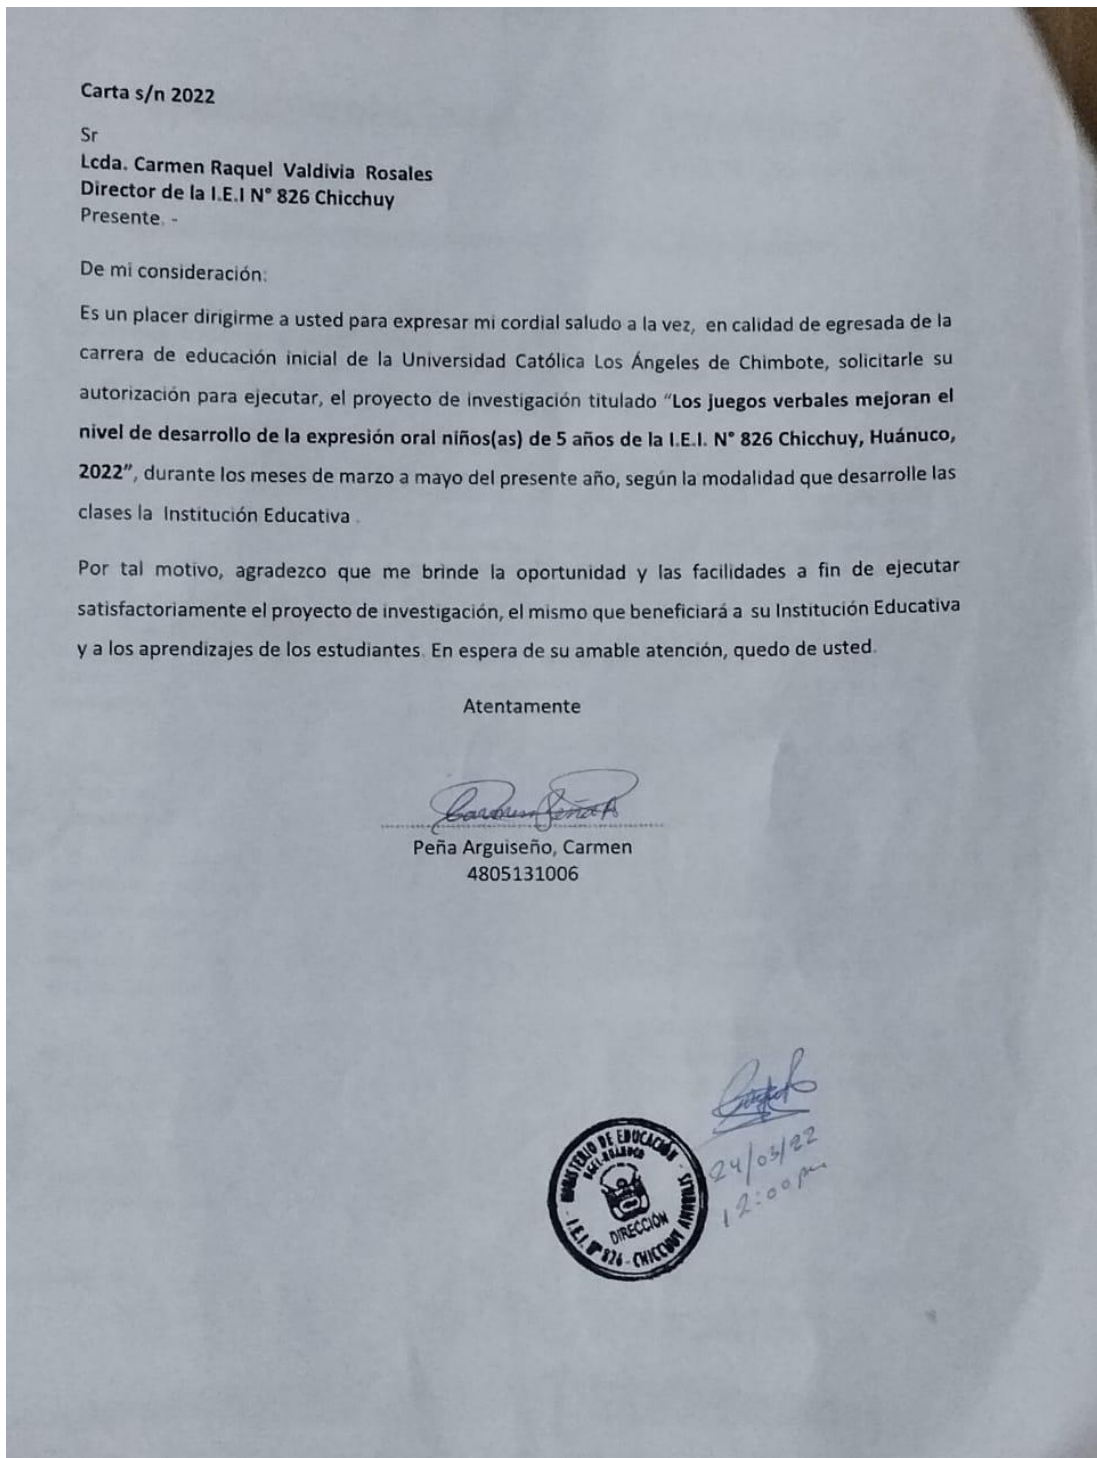 Carta s/n 2022
Sr
Lcda. Carmen Raquel Valdivia Rosales
Director de la I.E.I N° 826 Chicchuy
Presente. -
De mi consideración:
Es un placer dirigirme a usted para expresar mi cordial saludo a la vez, en calidad de egresada de la
carrera de educación inicial de la Universidad Católica Los Ángeles de Chimbote, solicitarle su
autorización para ejecutar, el proyecto de investigación titulado “Los juegos verbales mejoran el
nivel de desarrollo de la expresión oral niños(as) de 5 años de la I.E.I. N° 826 Chicchuy, Huánuco,
2022”, durante los meses de marzo a mayo del presente año, según la modalidad que desarrolle las
clases la Institución Educativa .
Por tal motivo, agradezco que me brinde la oportunidad y las facilidades a fin de ejecutar
satisfactoriamente el proyecto de investigación, el mismo que beneficiará a su Institución Educativa
y a los aprendizajes de los estudiantes. En espera de su amable atención, quedo de usted.
Atentamente
Carmen Peña A
Peña Arguiseño, Carmen
4805131006
24/03/22
12:00 pm
MINISTERIO DE EDUCACIÓN - AMARILIS
UGEL-HUÁNUCO
DIRECCIÓN
I.E.I. N° 826 - CHICCHUY